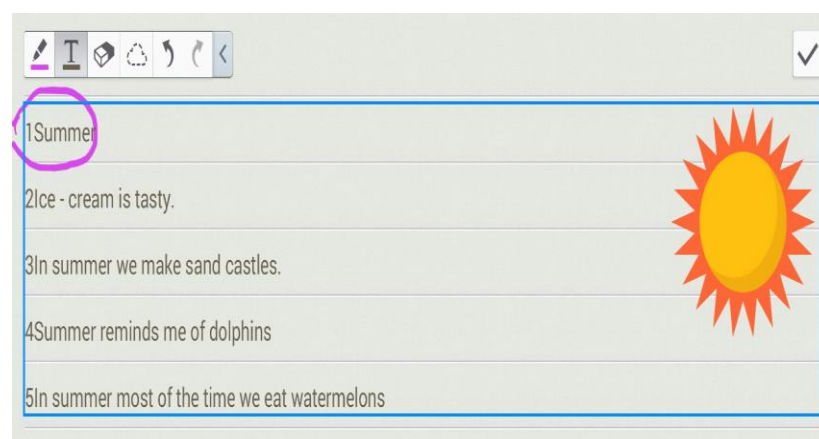 1Summer
2Ice - cream is tasty.
3In summer we make sand castles.
4Summer reminds me of dolphins
5In summer most of the time we eat watermelons